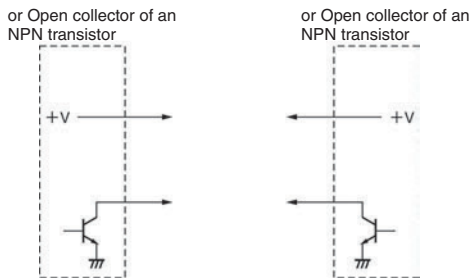 or Open collector of an
NPN transistor
+V
or Open collector of an
NPN transistor
+V